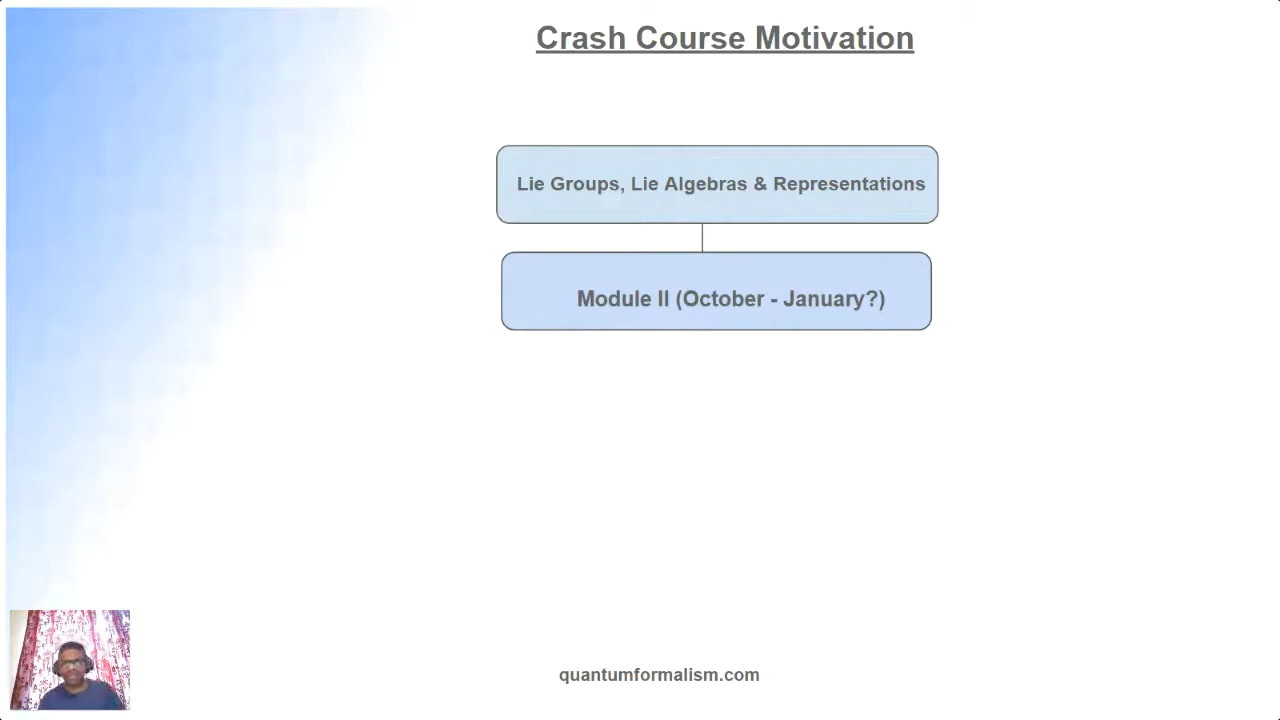 Crash Course Motivation
Lie Groups, Lie Algebras & Representations
Module II (October - January?)
quantumformalism.com